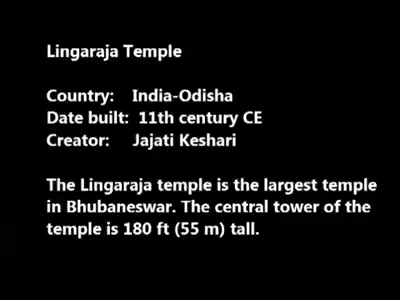 Lingaraja Temple
Country: India-Odisha
Date built: 11th century CE
Creator: Jajati Keshari
The Lingaraja temple is the largest temple
in Bhubaneswar. The central tower of the
temple is 180 ft (55 m) tall.